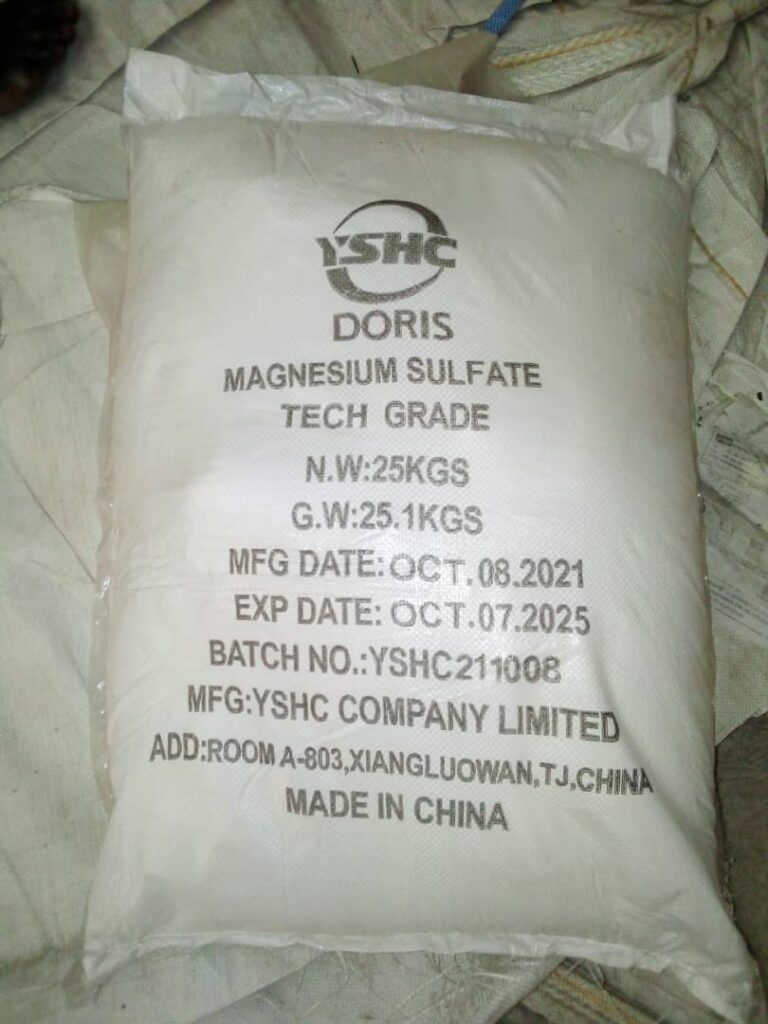 YSHC
DORIS
MAGNESIUM SULFATE
TECH GRADE
N.W:25KGS
G.W:25.1KGS
MFG DATE:OCT.08.2021
EXP DATE:OCT.07.2025
BATCH NO.:YSHC211008
MFG:YSHC COMPANY LIMITED
ADD:ROOM A-803,XIANGLUOWAN,TJ,CHINA
MADE IN CHINA